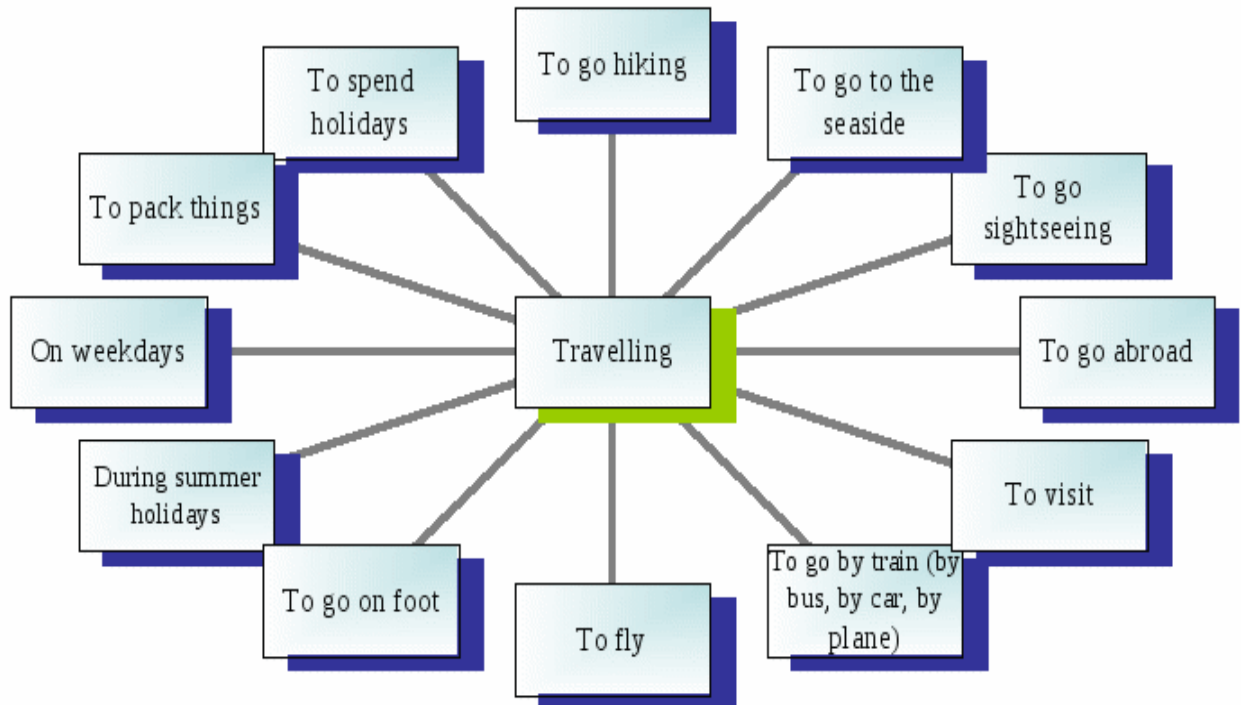 To go hiking
To spend
holidays
To go to the
seaside
To pack things
To go
sightseeing
On weekdays
Travelling
To go abroad
During summer
holidays
To visit
To go on foot
To fly
To go by train (by
bus, by car, by
plane)